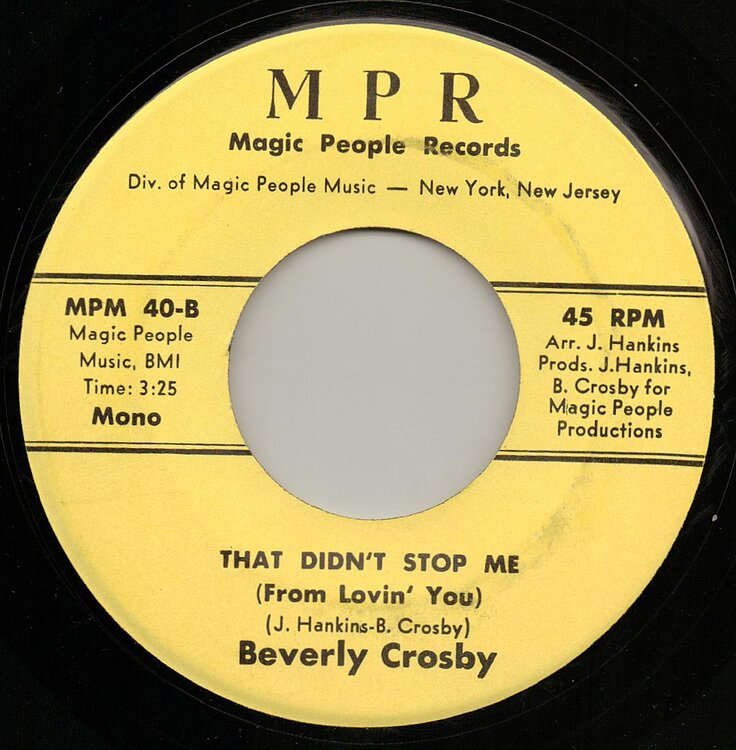 M P R
Magic People Records
Div. of Magic People Music — New York, New Jersey
MPM 40-B
Magic People
Music, BMI
Time: 3:25
Mono
45 RPM
Arr. J. Hankins
Prods. J.Hankins,
B. Crosby for
Magic People
Productions
THAT DIDN'T STOP ME
(From Lovin' You)
(J. Hankins-B. Crosby)
Beverly Crosby